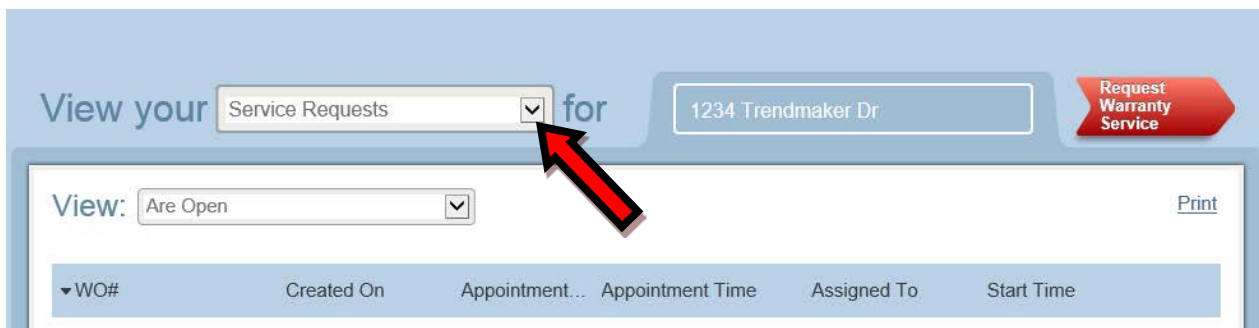 View your Service Requests for 1234 Trendmaker Dr
Request
Warranty
Service
View: Are Open
Print
WO# Created On Appointment... Appointment Time Assigned To Start Time